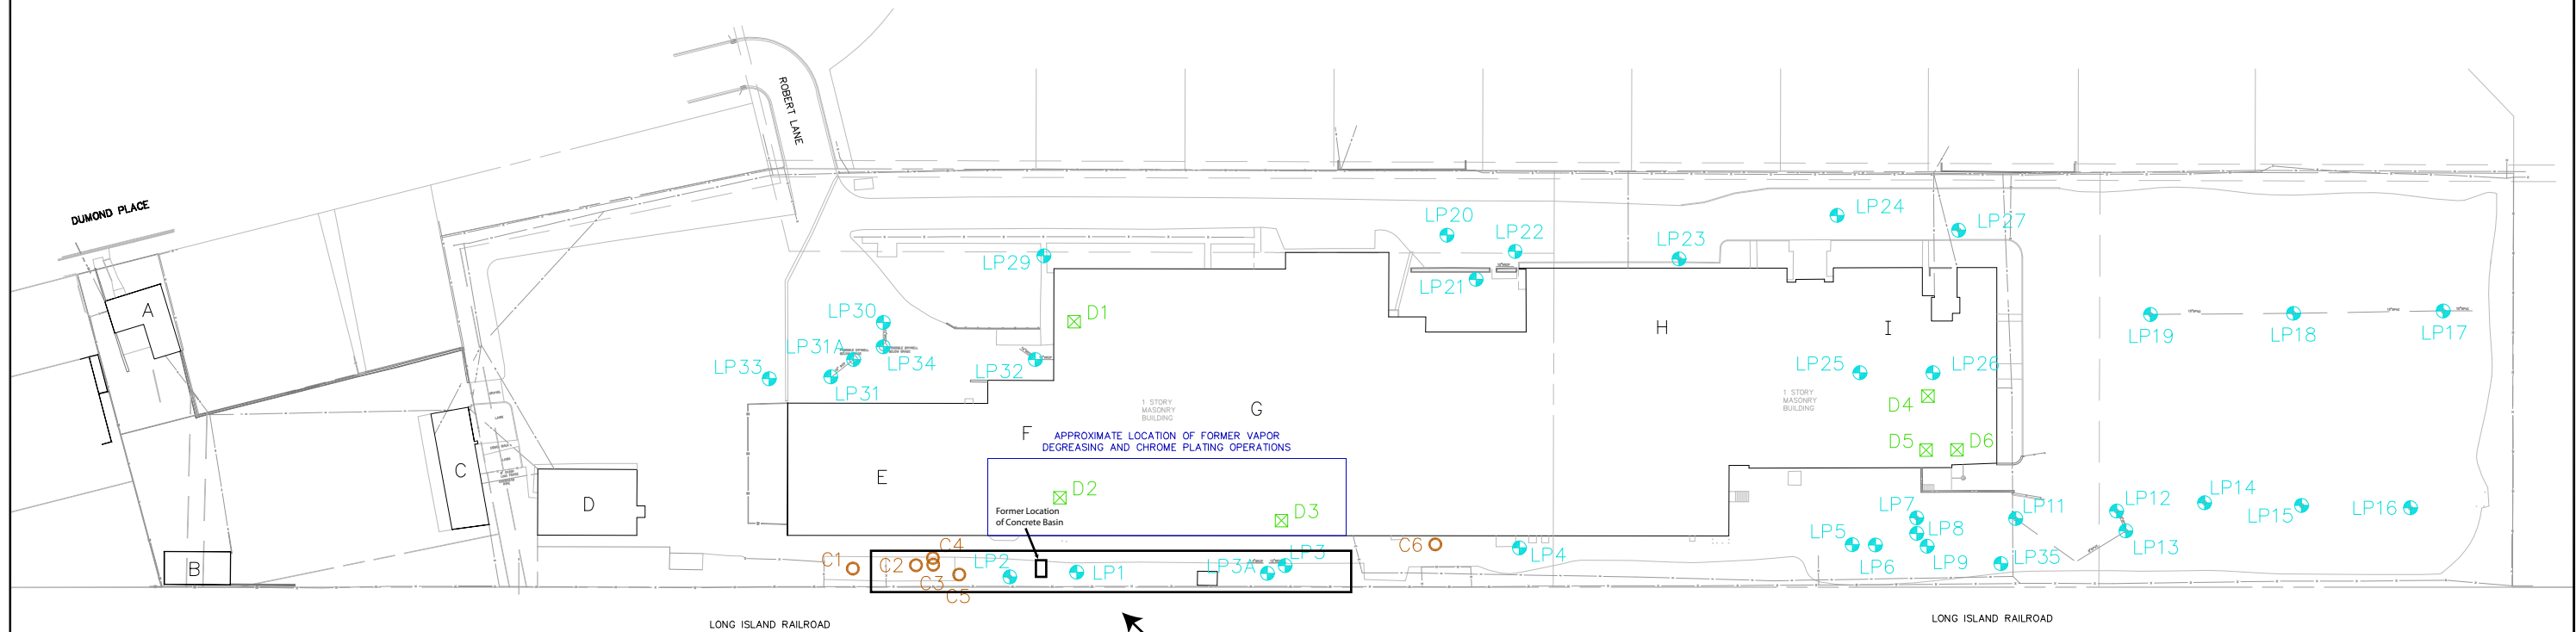 ROBERT LANE
DUMOND PLACE
LP24
LP27
LP20
LP22
LP23
LP29
LP21
A
LP30
D1
H
I
LP19
LP18
LP17
LP31A
LP34
LP33
LP31
LP32
LP25
LP26
1 STORY
MASONRY
BUILDING
1 STORY
MASONRY
BUILDING
G
D4
F
APPROXIMATE LOCATION OF FORMER VAPOR
DEGREASING AND CHROME PLATING OPERATIONS
D5
D6
C
E
D2
D
Former Location
of Concrete Basin
D3
LP7
LP11
LP12
LP14
LP15
LP16
LP5
LP8
LP13
C4
C6
LP4
LP6
LP9
LP35
B
C1
C2
C3
C5
LP2
LP1
LP3A
LP3
LONG ISLAND RAILROAD
LONG ISLAND RAILROAD